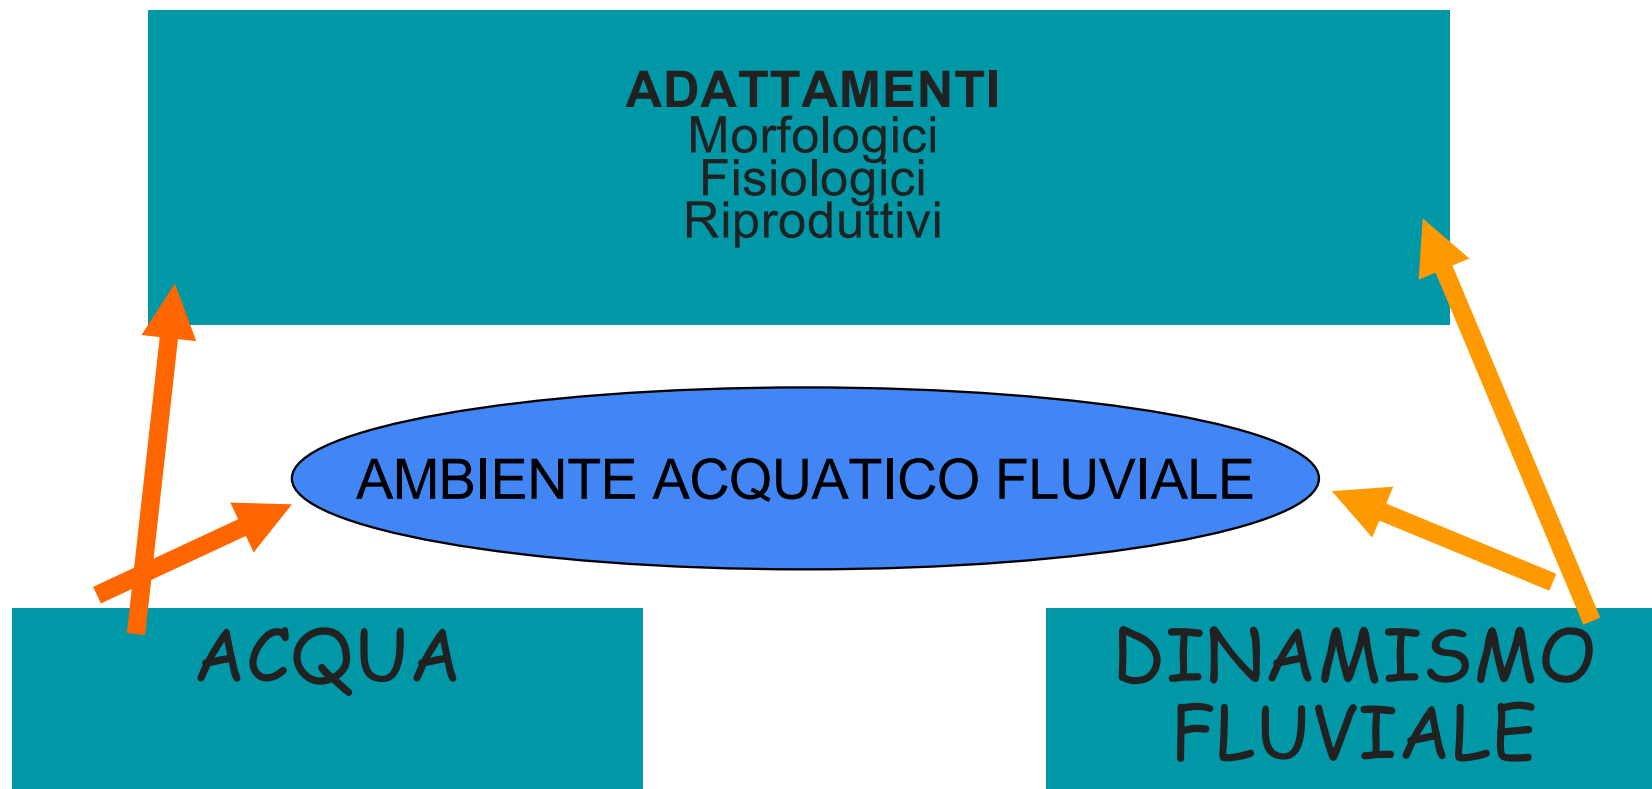 ADATTAMENTI
Morfologici
Fisiologici
Riproduttivi
AMBIENTE ACQUATICO FLUVIALE
ACQUA
DINAMISMO
FLUVIALE